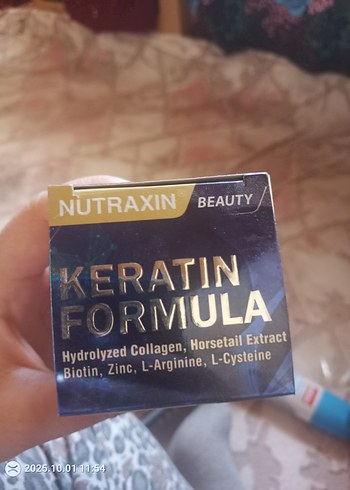 NUTRAXIN BEAUTY
KERATIN
FORMULA
Hydrolyzed Collagen, Horsetail Extract
Biotin, Zinc, L-Arginine, L-Cysteine
2025.10.01 11:54